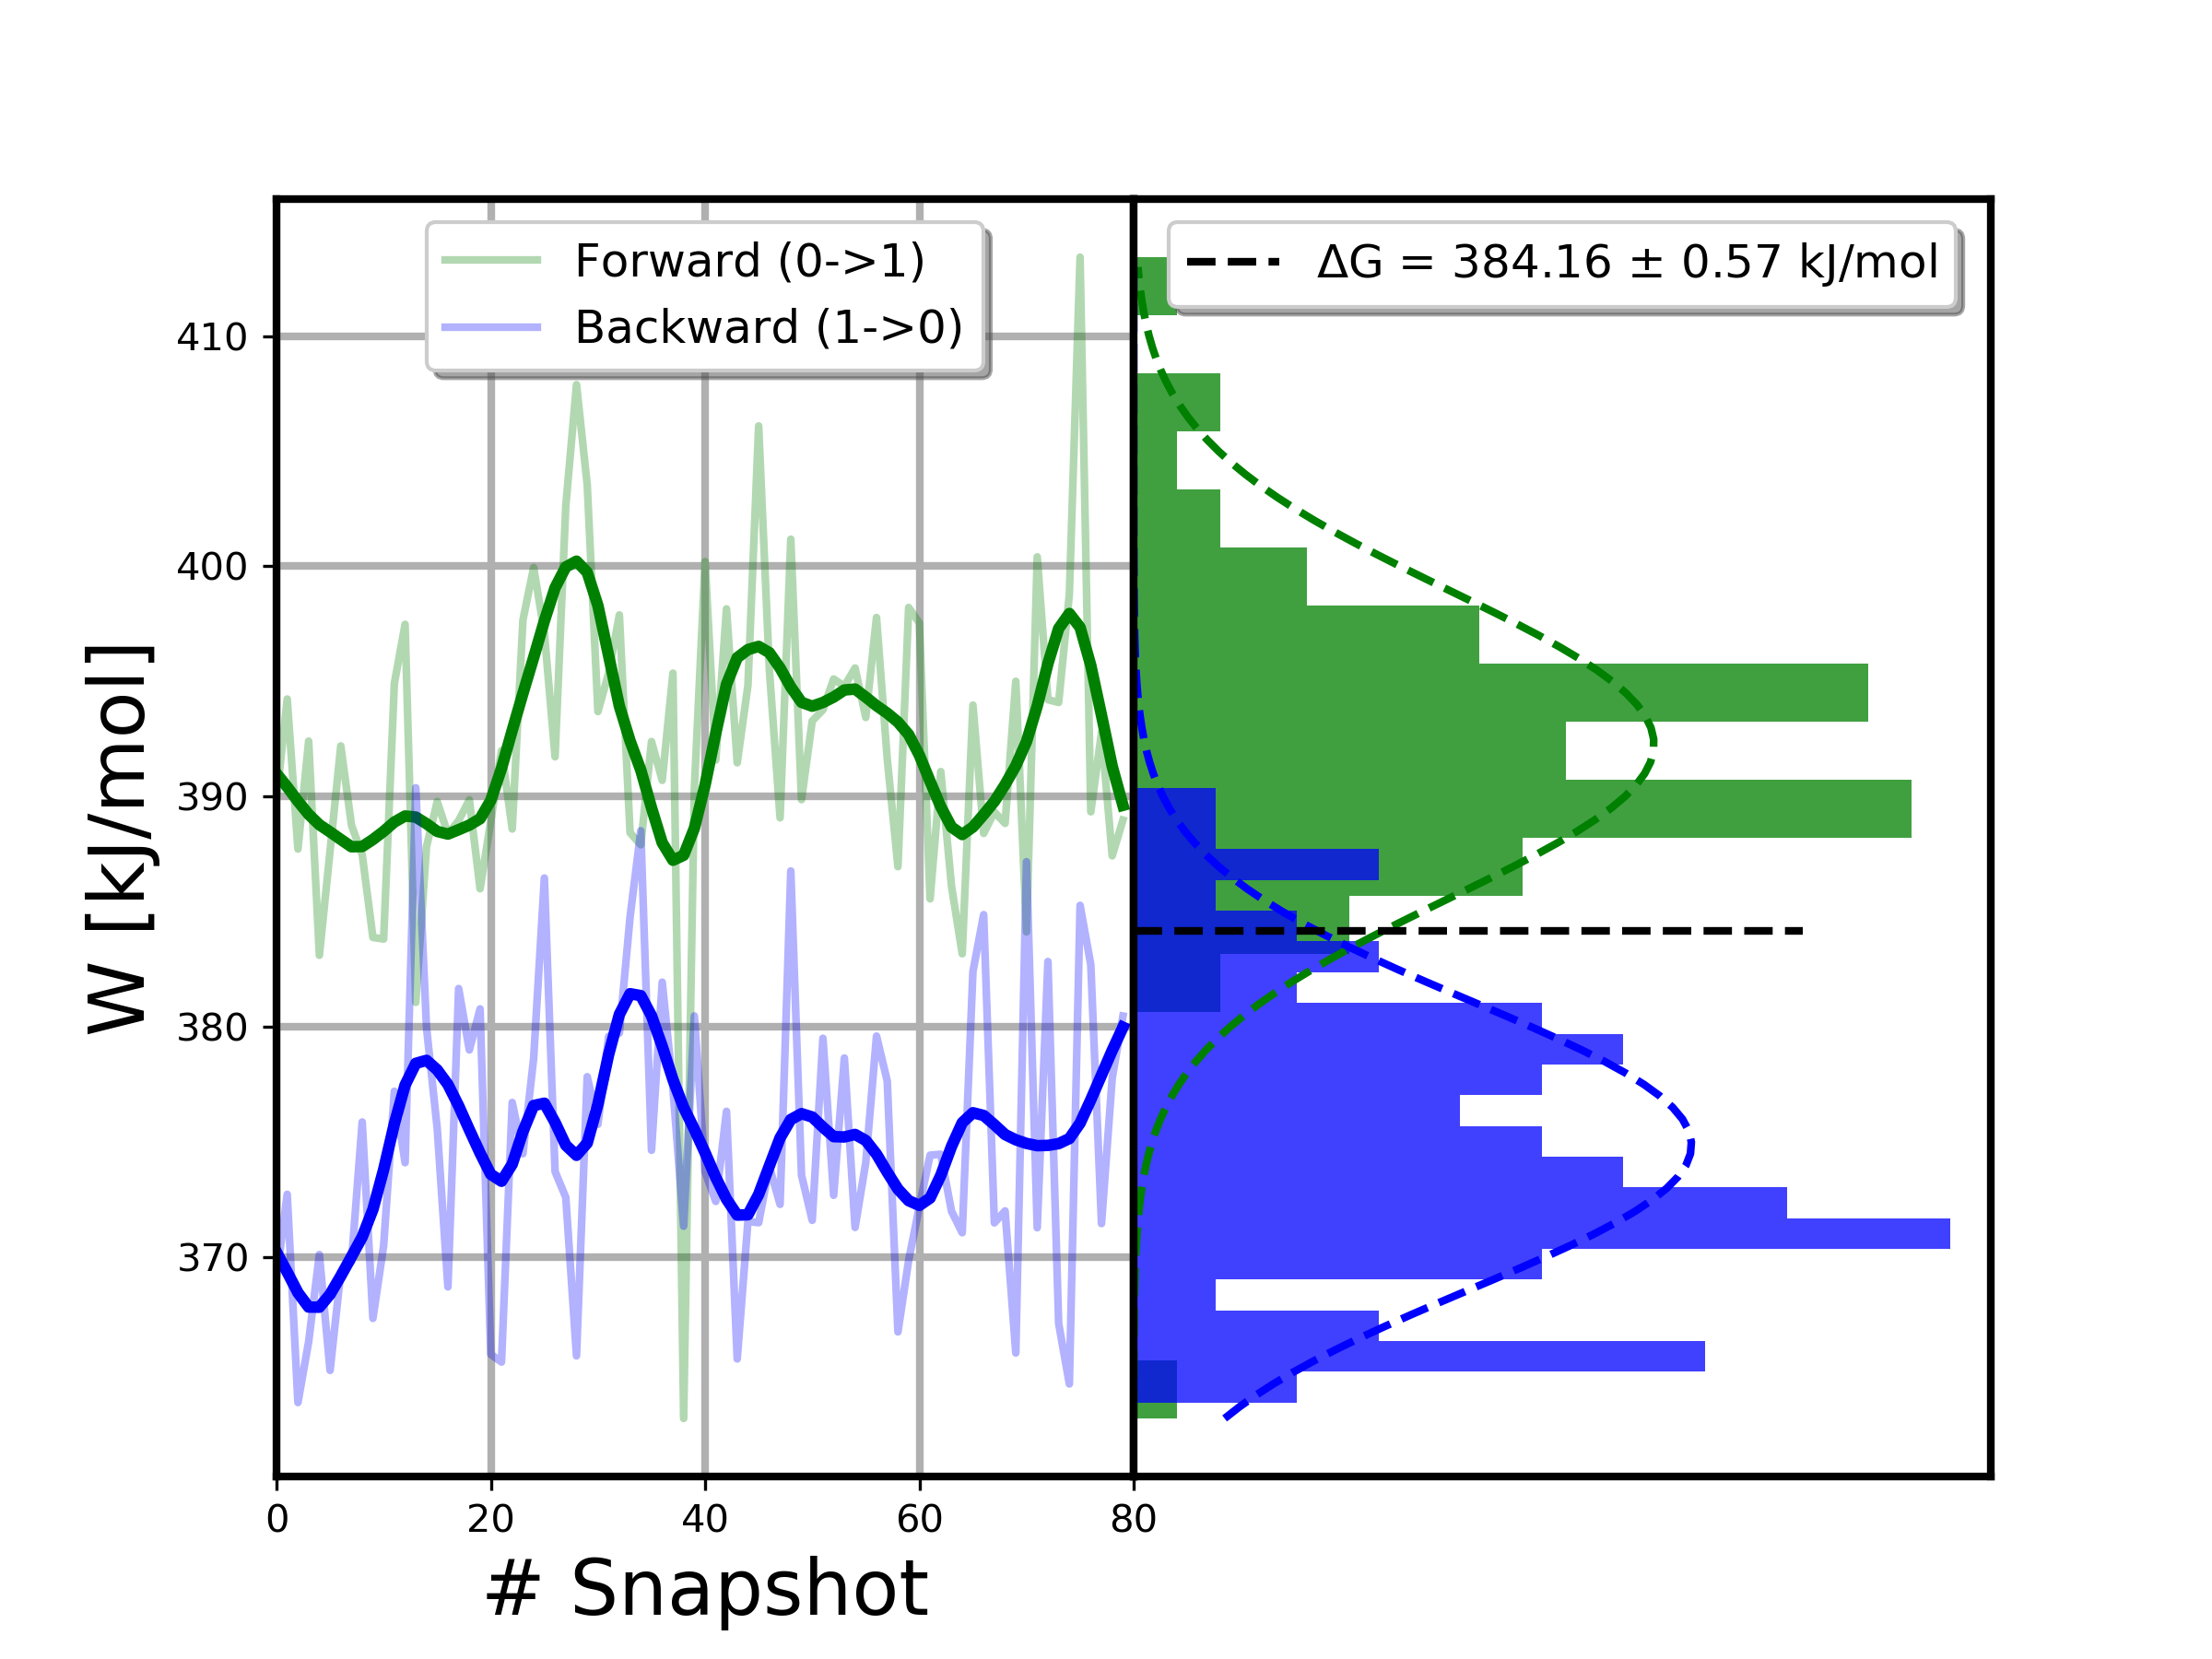 Forward (0->1)
Backward (1->0)
ΔG = 384.16 ± 0.57 kJ/mol
410
400
390
380
370
W [kJ/mol]
0 20 40 60 80
# Snapshot